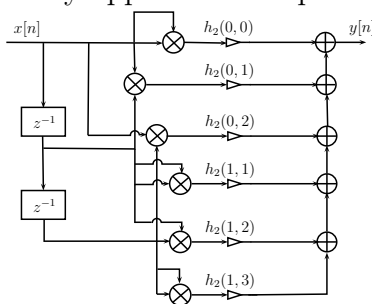 x[n]
h₂(0,0)
y[n]
h₂(0,1)
z⁻¹
h₂(0,2)
h₂(1,1)
z⁻¹
h₂(1,2)
h₂(1,3)